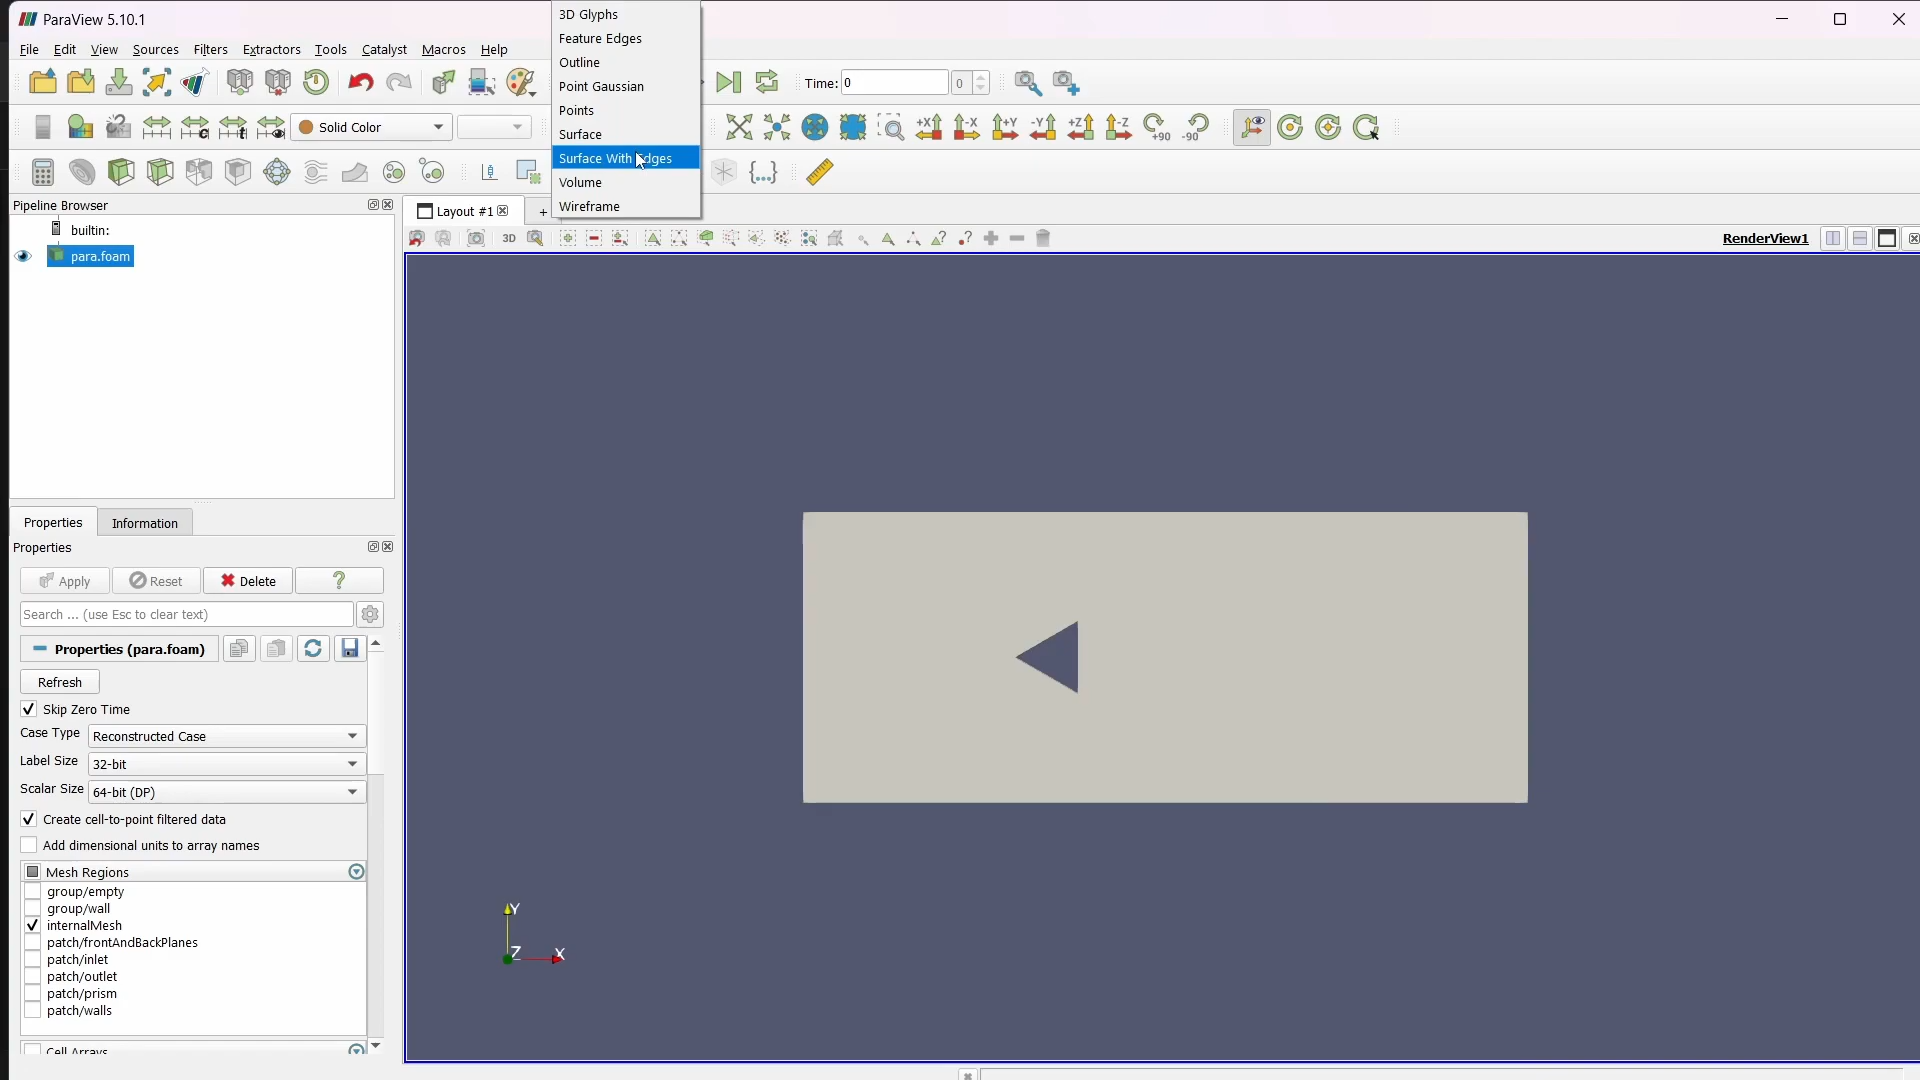 ParaView 5.10.1
File Edit View Sources Filters Extractors Tools Catalyst Macros Help
3D Glyphs
Feature Edges
Outline
Point Gaussian
Points
Surface
Surface With Edges
Volume
Wireframe
Time: 0 0
Solid Color
+X -X +Y -Y +Z -Z +90 -90
Pipeline Browser
builtin:
para.foam
Layout #1 +
3D
RenderView1
Properties Information
Properties
Apply Reset Delete ?
Search ... (use Esc to clear text)
Properties (para.foam)
Refresh
Skip Zero Time
Case Type Reconstructed Case
Label Size 32-bit
Scalar Size 64-bit (DP)
Create cell-to-point filtered data
Add dimensional units to array names
Mesh Regions
group/empty
group/wall
internalMesh
patch/frontAndBackPlanes
patch/inlet
patch/outlet
patch/prism
patch/walls
Cell Arrays
Y
Z X